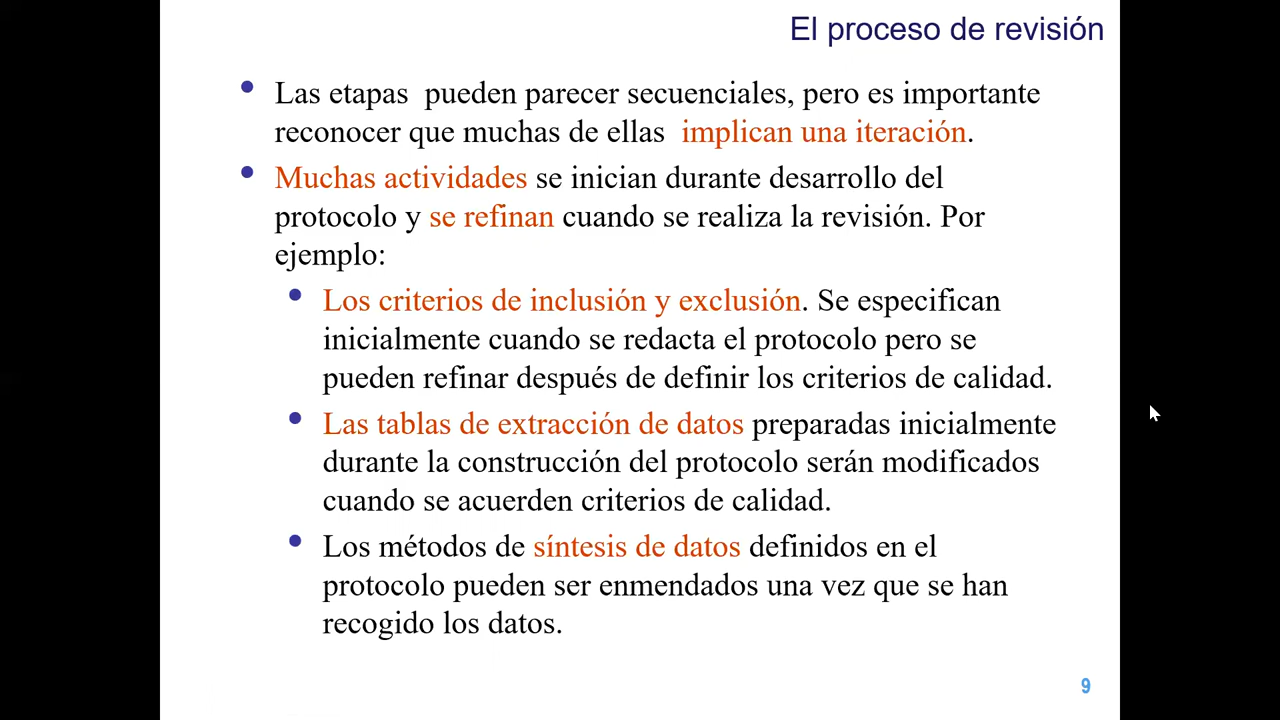 El proceso de revisión
Las etapas pueden parecer secuenciales, pero es importante
reconocer que muchas de ellas implican una iteración.
Muchas actividades se inician durante desarrollo del
protocolo y se refinan cuando se realiza la revisión. Por
ejemplo:
Los criterios de inclusión y exclusión. Se especifican
inicialmente cuando se redacta el protocolo pero se
pueden refinar después de definir los criterios de calidad.
Las tablas de extracción de datos preparadas inicialmente
durante la construcción del protocolo serán modificados
cuando se acuerden criterios de calidad.
Los métodos de síntesis de datos definidos en el
protocolo pueden ser enmendados una vez que se han
recogido los datos.
9